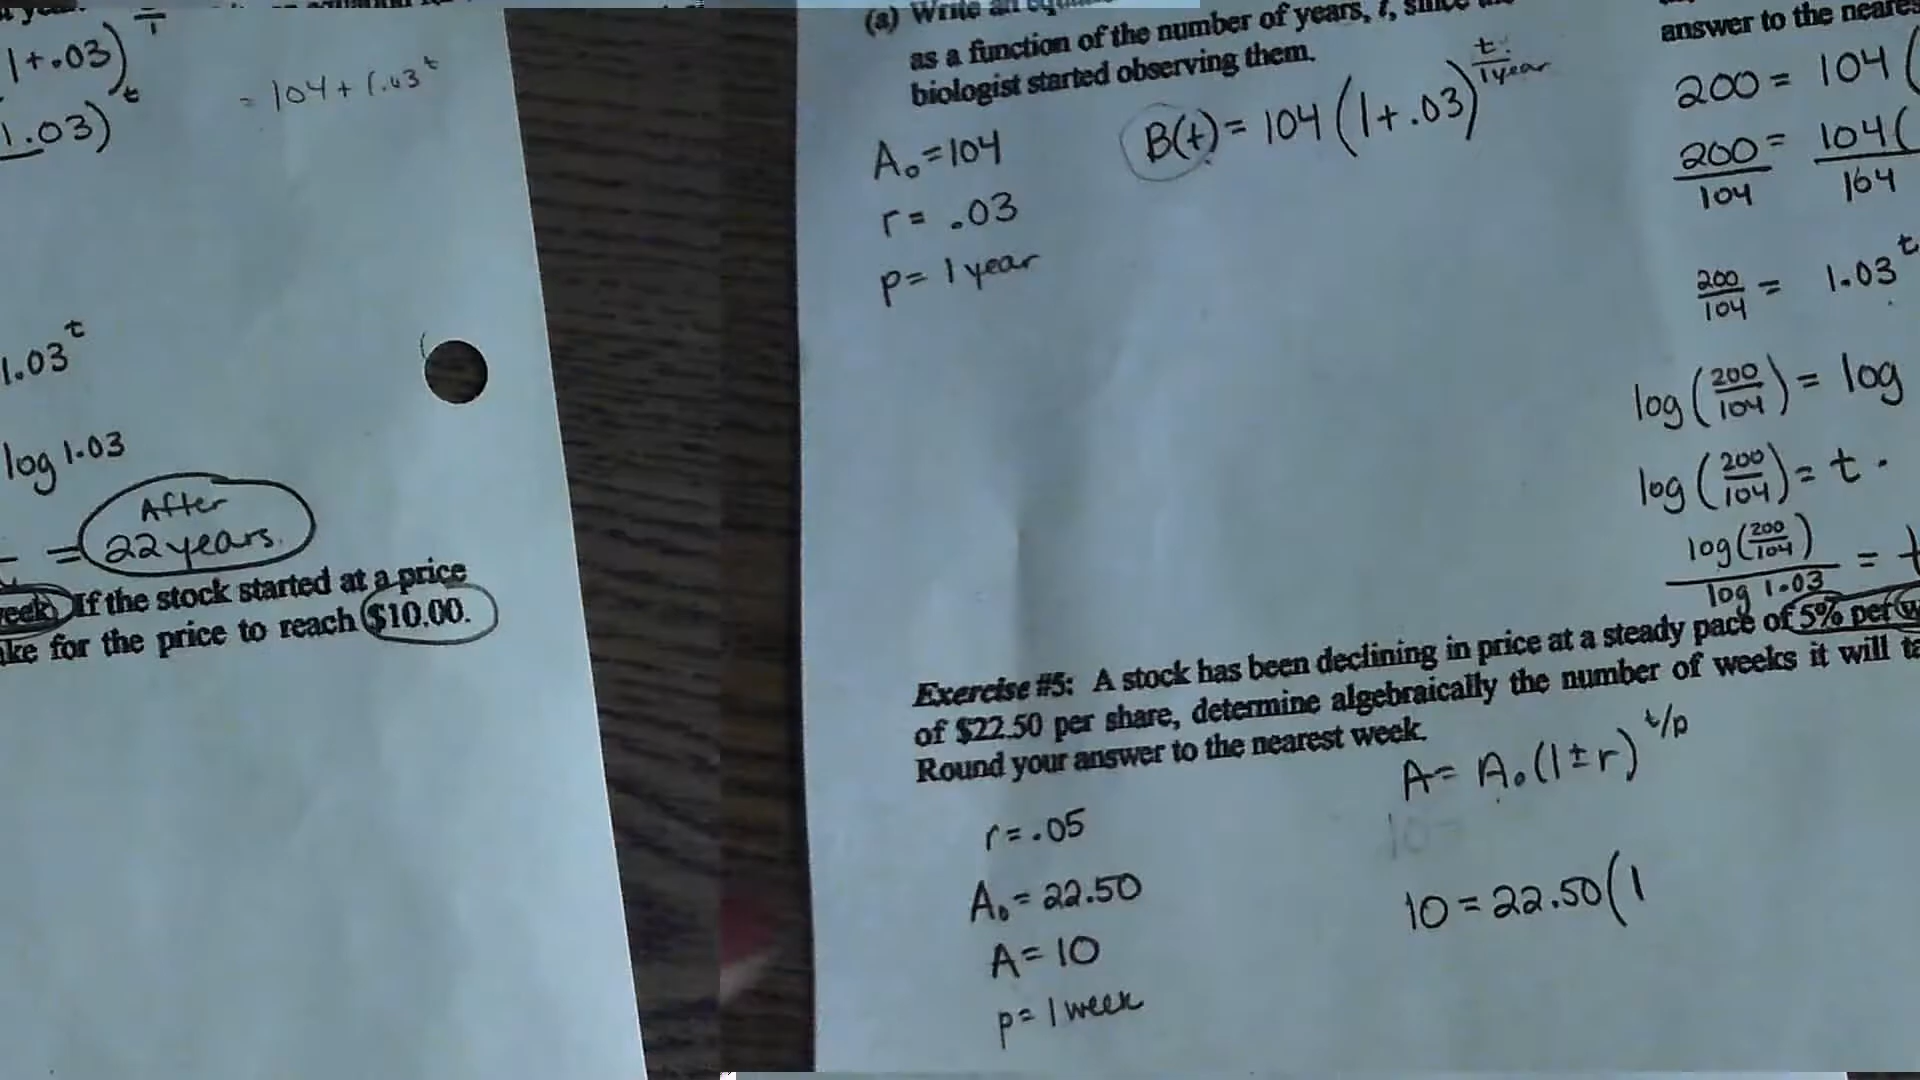 1+.03)
1.03)^t
= 104+1.03^t
1.03^t
log 1.03
= After
22 years.
If the stock started at a price
for the price to reach $10.00.
(a) Write an
as a function of the number of years, t,
biologist started observing them.
A₀=104
r= .03
p= 1 year
B(t)= 104(1+.03)^t/1year
answer to the
200 = 104(
200/104 = 104(/104
200/104 = 1.03^t
log(200/104)= log
log(200/104)= t.
log(200/104)/log 1.03 = t
Exercise #5: A stock has been declining in price at a steady pace of 5% per
of $22.50 per share, determine algebraically the number of weeks it will
Round your answer to the nearest week.
A= A₀(1±r)^t/p
10=
r=.05
A₀= 22.50
A= 10
p= 1 week
10=22.50(1